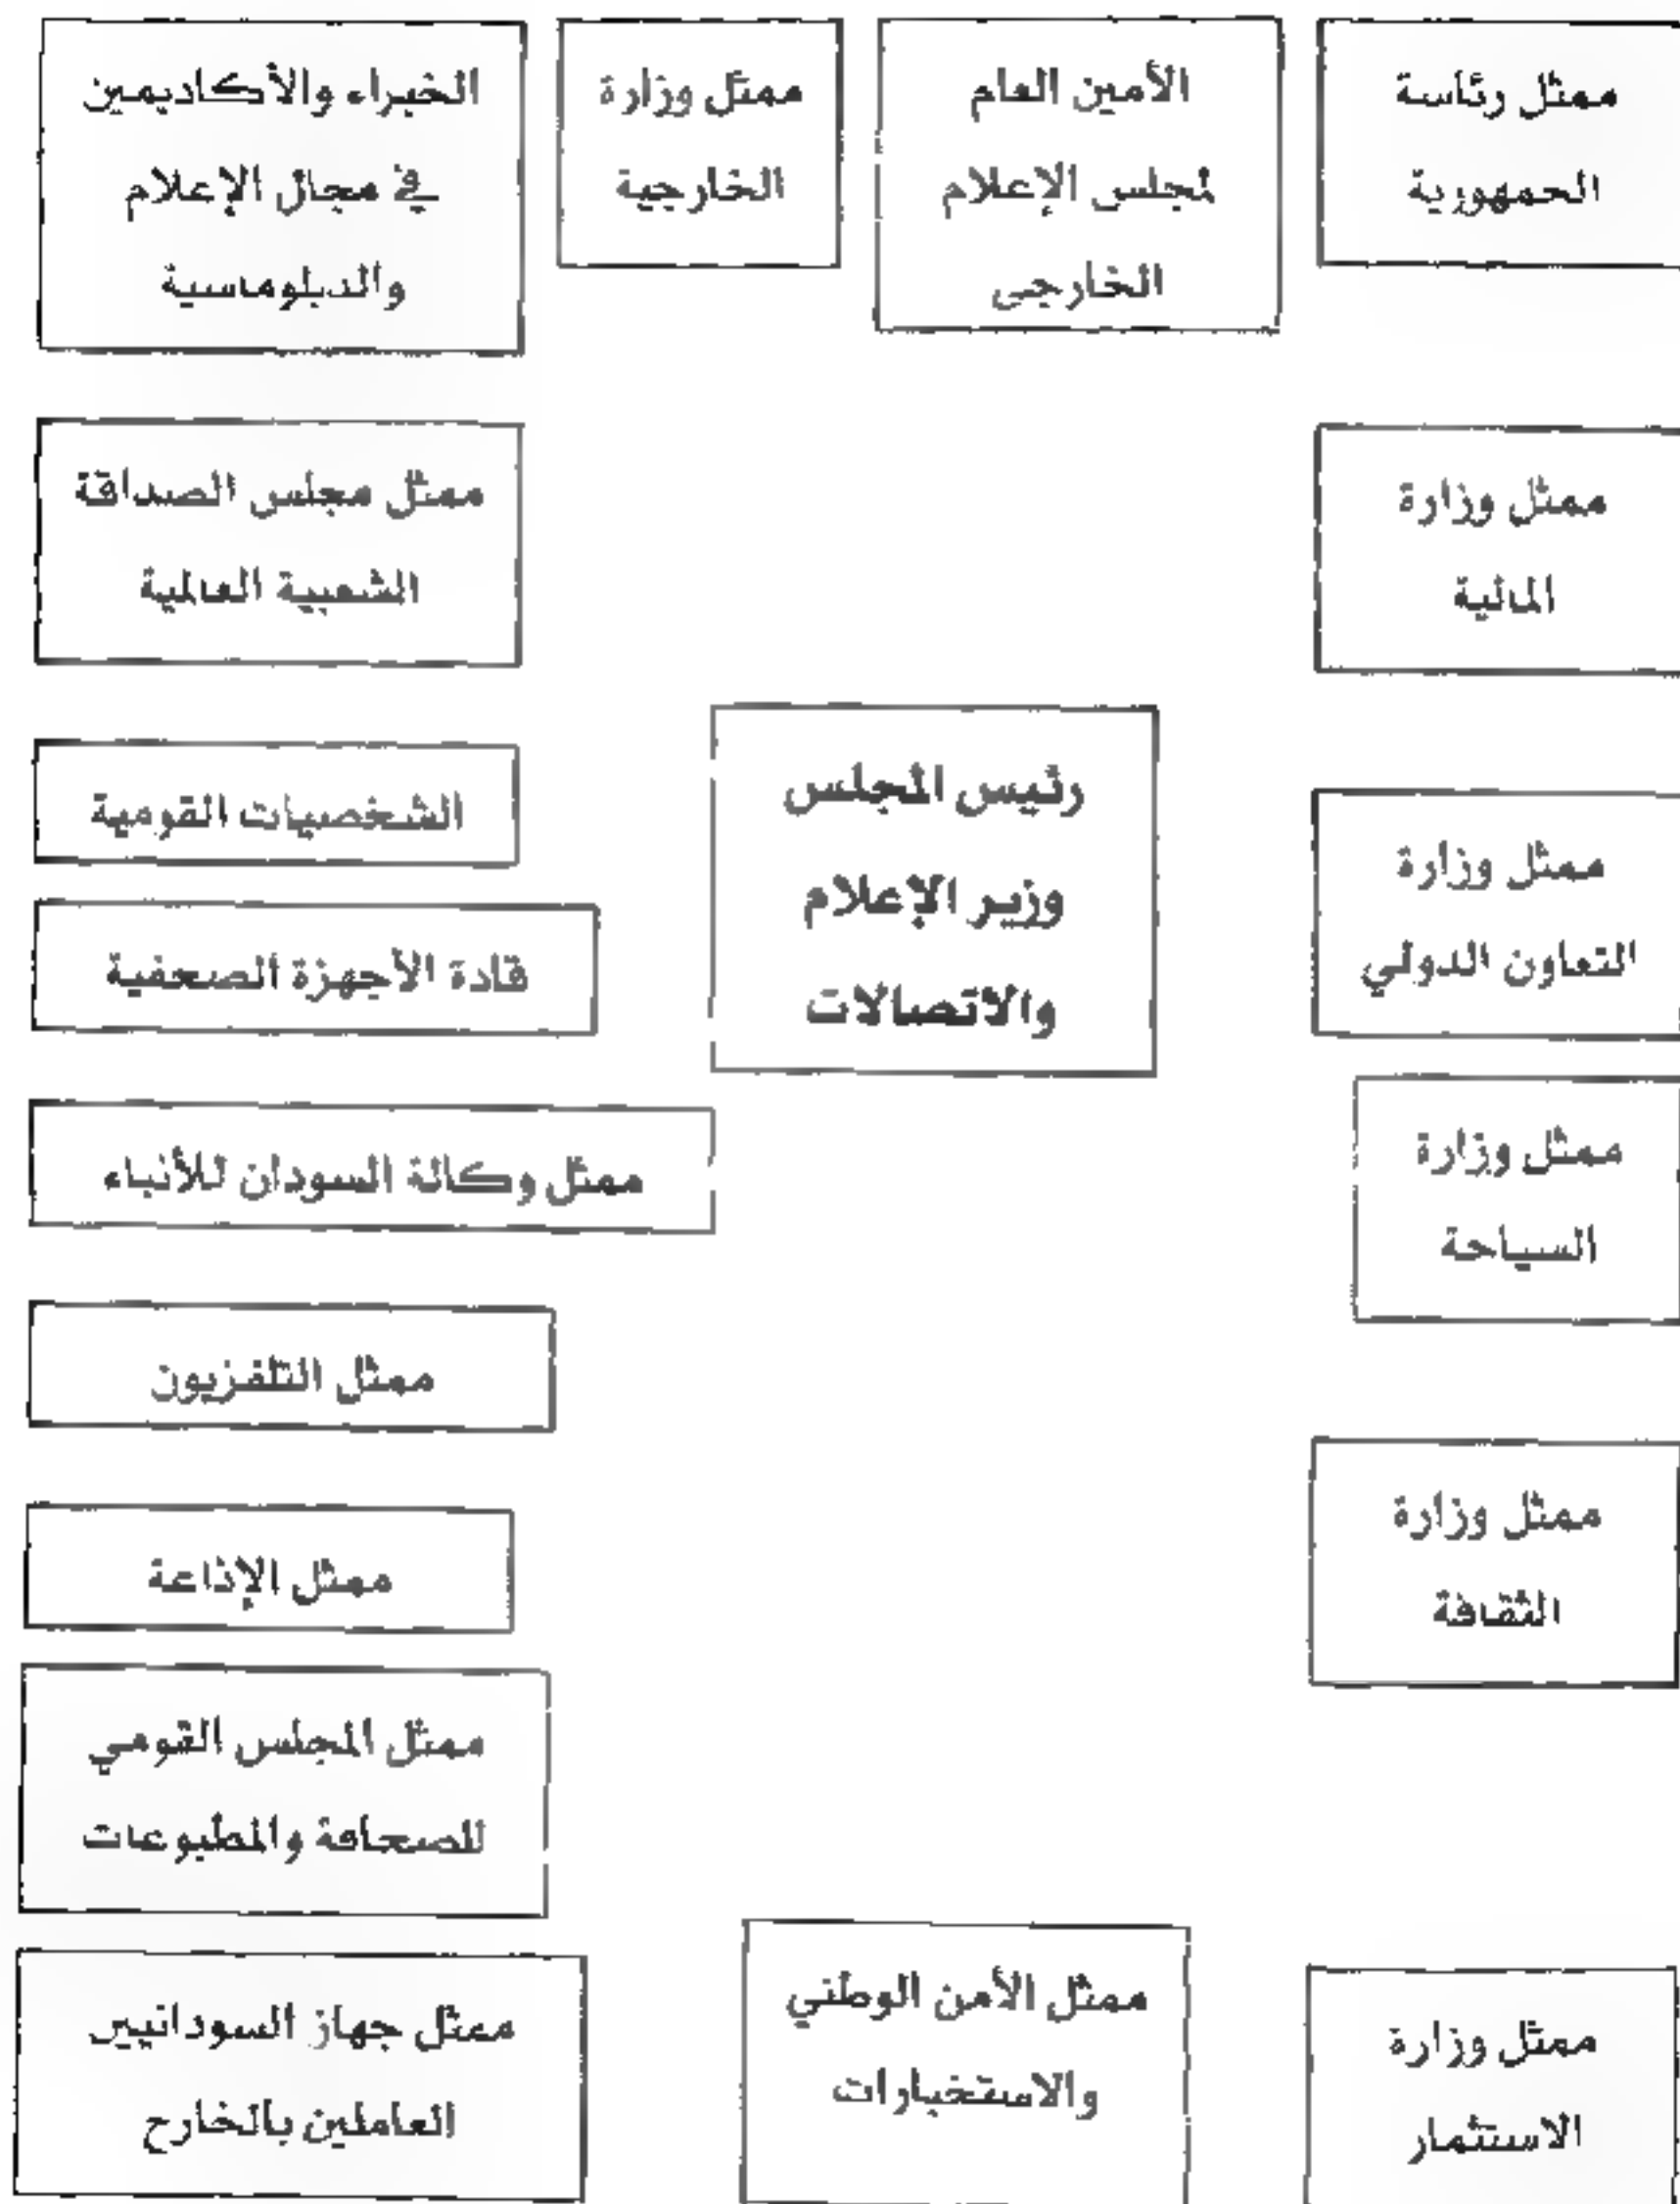 ممثل رئاسة
الجمهورية
الأمين العام
لمجلس الإعلام
الخارجي
ممثل وزارة
الخارجية
الخبراء والأكاديمين
في مجال الإعلام
والدبلوماسية
ممثل وزارة
المالية
ممثل مجلس الصداقة
الشعبية العالمية
رئيس المجلس
وزير الإعلام
والاتصالات
الشخصيات القومية
ممثل وزارة
التعاون الدولي
قادة الأجهزة الصحفية
ممثل وزارة
السياحة
ممثل وكالة السودان للأنباء
ممثل التلفزيون
ممثل وزارة
الثقافة
ممثل الإذاعة
ممثل المجلس القومي
للصحافة والمطبوعات
ممثل وزارة
الاستثمار
ممثل الأمن الوطني
والاستخبارات
ممثل جهاز السودانيين
العاملين بالخارج